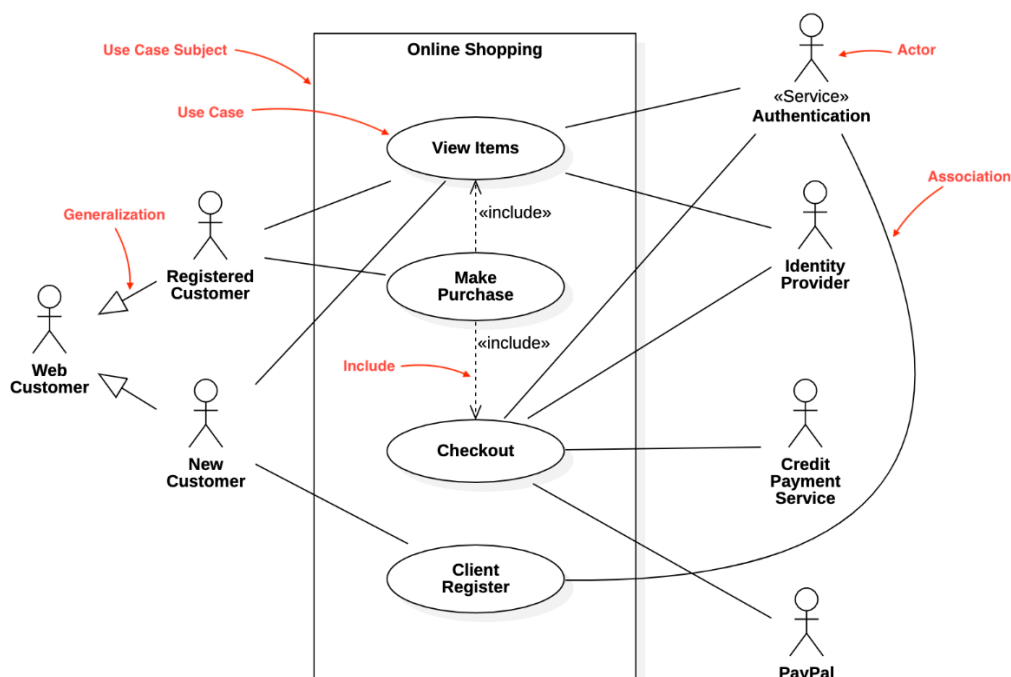 Use Case Subject
Online Shopping
Actor
«Service»
Authentication
Use Case
View Items
Association
Generalization
«include»
Registered
Customer
Make
Purchase
Identity
Provider
Web
Customer
«include»
Include
New
Customer
Checkout
Credit
Payment
Service
Client
Register
PayPal